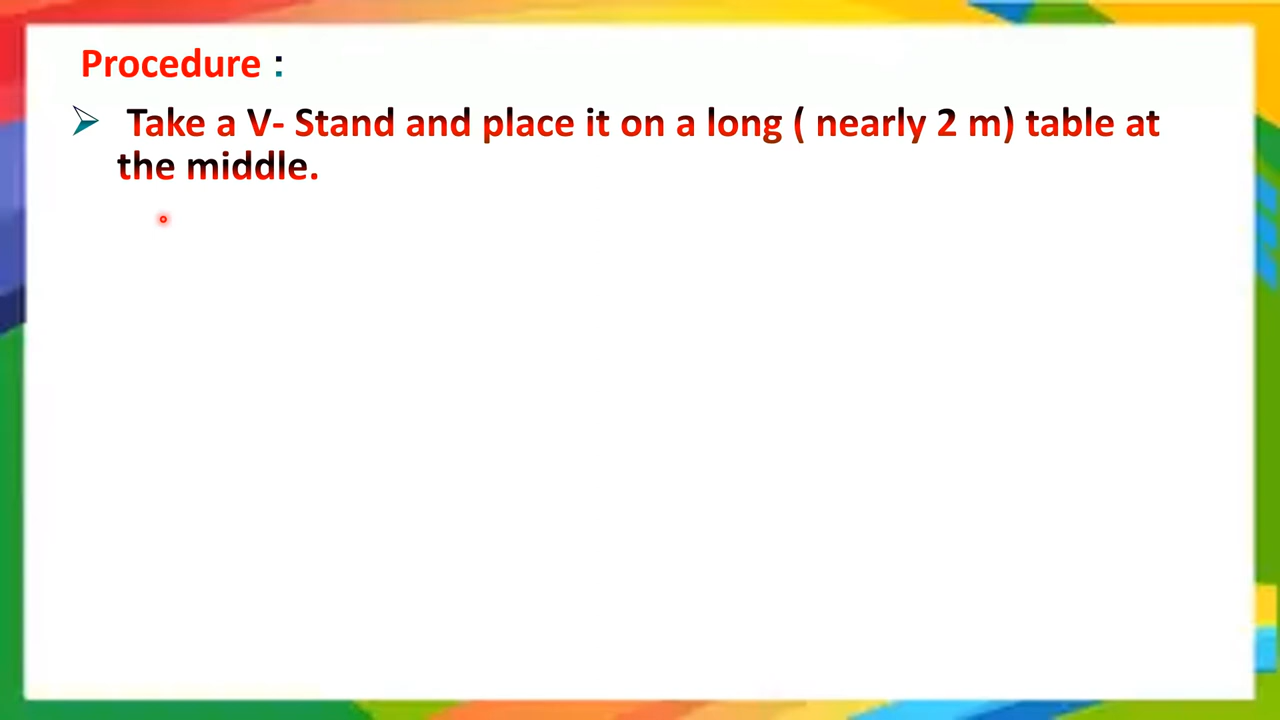 Procedure :
➢ Take a V- Stand and place it on a long ( nearly 2 m) table at
the middle.